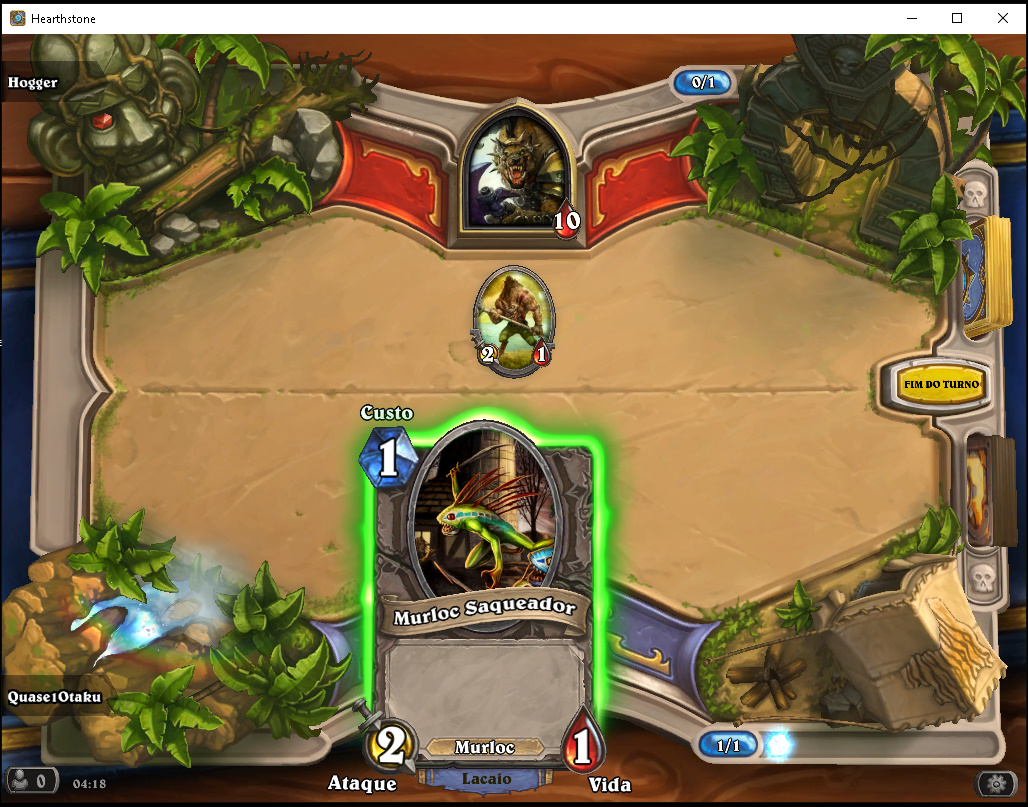 Hearthstone
Hogger
0/1
10
2
1
FIM DO TURNO
Custo
1
Murloc Saqueador
Quase1Otaku
2
Murloc
1
1/1
Ataque
Lacaio
Vida
0
04:18